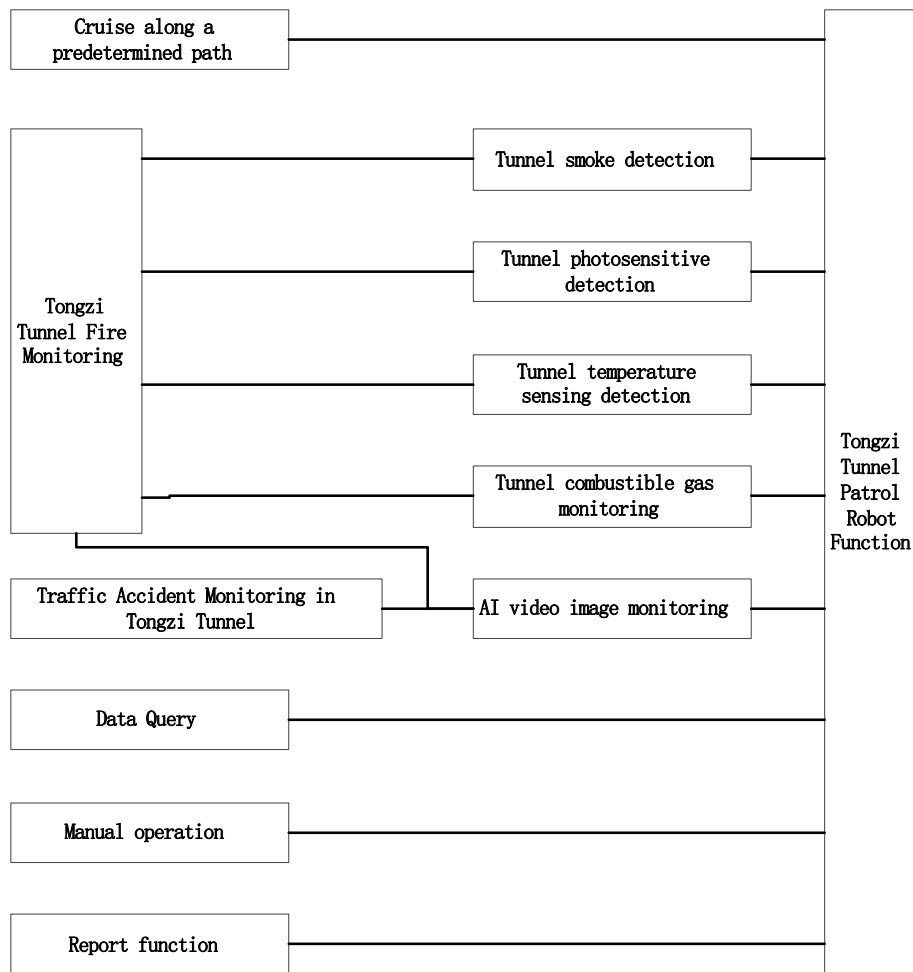 Cruise along a
predetermined path
Tunnel smoke detection
Tunnel photosensitive
detection
Tongzi
Tunnel Fire
Monitoring
Tunnel temperature
sensing detection
Tunnel combustible gas
monitoring
Tongzi
Tunnel
Patrol
Robot
Function
Traffic Accident Monitoring in
Tongzi Tunnel
AI video image monitoring
Data Query
Manual operation
Report function